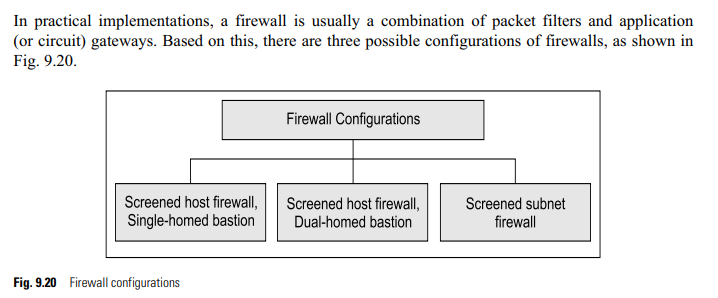 In practical implementations, a firewall is usually a combination of packet filters and application
(or circuit) gateways. Based on this, there are three possible configurations of firewalls, as shown in
Fig. 9.20.
Firewall Configurations
Screened host firewall,
Single-homed bastion
Screened host firewall,
Dual-homed bastion
Screened subnet
firewall
Fig. 9.20 Firewall configurations